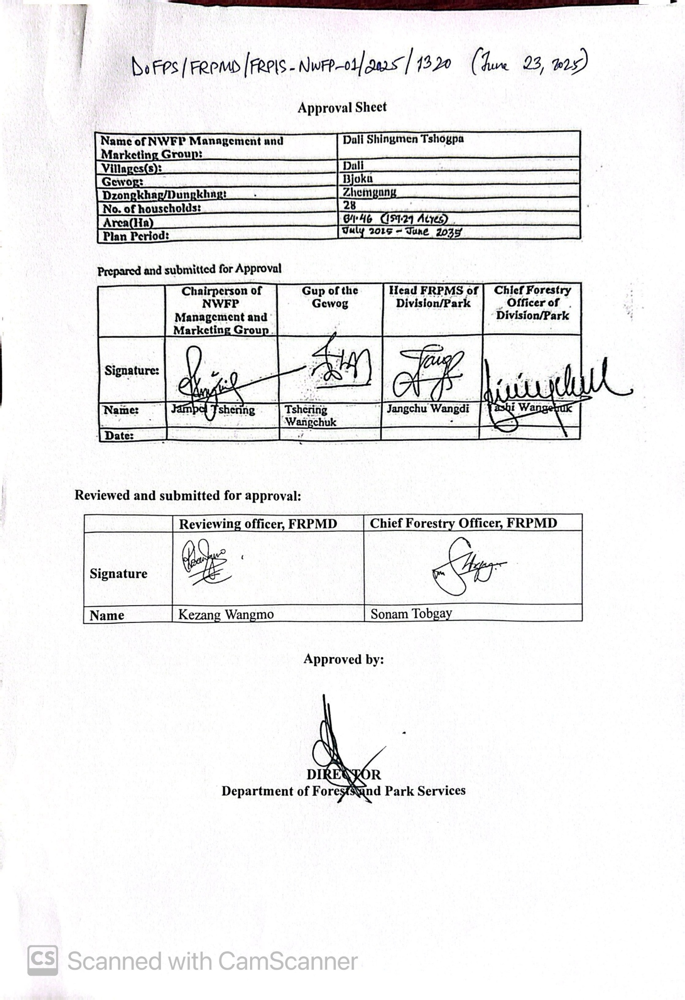 DoFPS/FRPMD/FRPIS-NWFP-01/2025/1320 (June 23, 2025)
Approval Sheet
Name of NWFP Management and Marketing Group: Dali Shingmen Tshogpa
Villages(s): Dali
Gewog: Bjoka
Dzongkhag/Dungkhag: Zhemgang
No. of households: 28
Area(Ha) 64.46 (159.29 Acres)
Plan Period: July 2025 - June 2035
Prepared and submitted for Approval
Chairperson of NWFP Management and Marketing Group
Gup of the Gewog
Head FRPMS of Division/Park
Chief Forestry Officer of Division/Park
Signature:
Name: Jampel Tshering Tshering Wangchuk Jangchu Wangdi Tashi Wangchuk
Date:
Reviewed and submitted for approval:
Reviewing officer, FRPMD Chief Forestry Officer, FRPMD
Signature
Name Kezang Wangmo Sonam Tobgay
Approved by:
DIRECTOR
Department of Forests and Park Services
CS Scanned with CamScanner